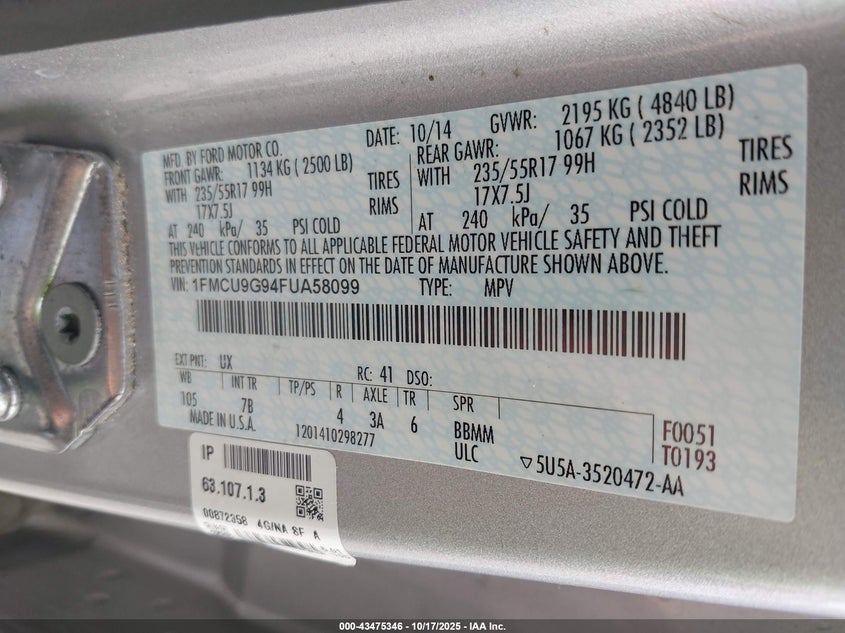 MFD. BY FORD MOTOR CO.
DATE: 10/14 GVWR: 2195 KG ( 4840 LB)
FRONT GAWR: 1134 KG ( 2500 LB) REAR GAWR: 1067 KG ( 2352 LB)
WITH 235/55R17 99H TIRES WITH 235/55R17 99H TIRES
17X7.5J RIMS 17X7.5J RIMS
AT 240 kPa/ 35 PSI COLD AT 240 kPa/ 35 PSI COLD
THIS VEHICLE CONFORMS TO ALL APPLICABLE FEDERAL MOTOR VEHICLE SAFETY AND THEFT
PREVENTION STANDARDS IN EFFECT ON THE DATE OF MANUFACTURE SHOWN ABOVE.
VIN: 1FMCU9G94FUA58099 TYPE: MPV
EXT PNT: UX RC: 41 DSO:
WB INT TR TP/PS R AXLE TR SPR
105 7B 4 3A 6 BBMM
MADE IN U.S.A. 1201410298277 ULC
F0051
T0193
5U5A-3520472-AA
IP
63.107.1.3
00872358 4G/NA SF A
000-43475346 | 10/17/2025 | IAA Inc.